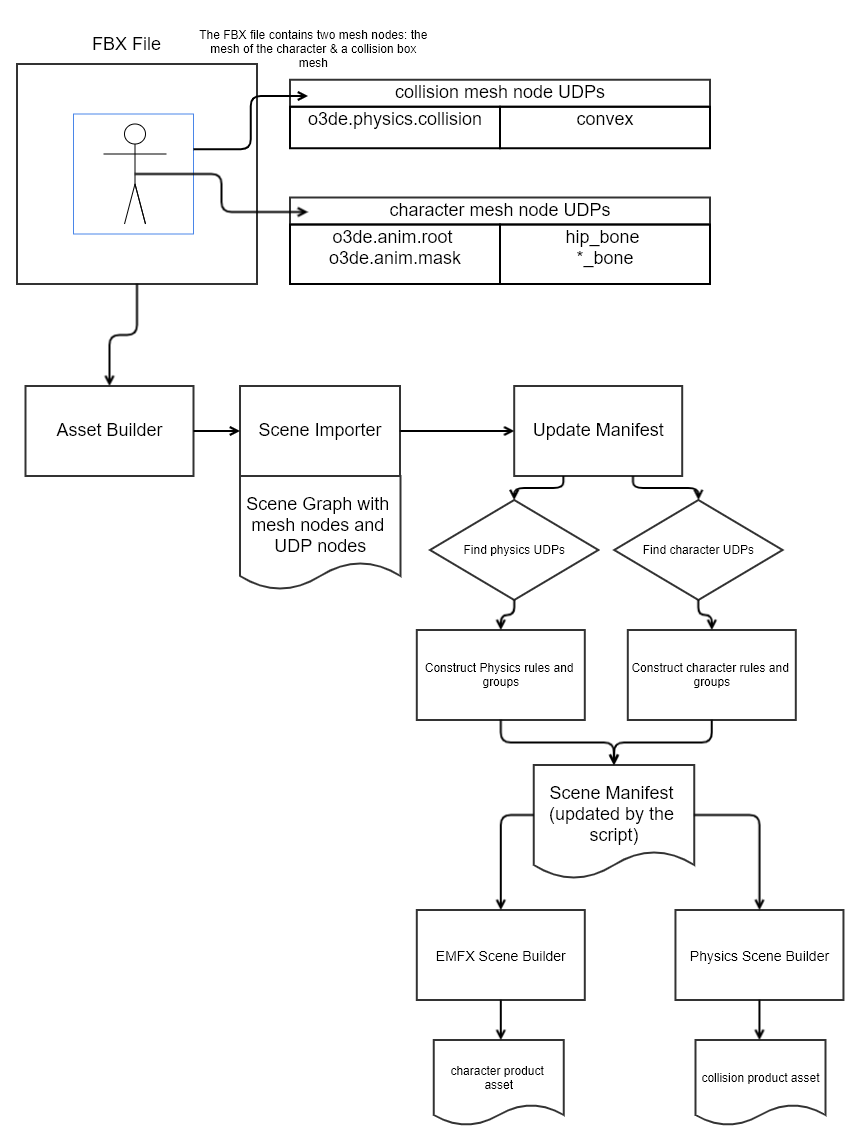 FBX File
The FBX file contains two mesh nodes: the
mesh of the character & a collision box
mesh
collision mesh node UDPs
o3de.physics.collision
convex
character mesh node UDPs
o3de.anim.root
hip_bone
o3de.anim.mask
*_bone
Asset Builder
Scene Importer
Update Manifest
Scene Graph with
mesh nodes and
UDP nodes
Find physics UDPs
Find character UDPs
Construct Physics rules and
groups
Construct character rules and
groups
Scene Manifest
(updated by the
script)
EMFX Scene Builder
Physics Scene Builder
character product
asset
collision product asset